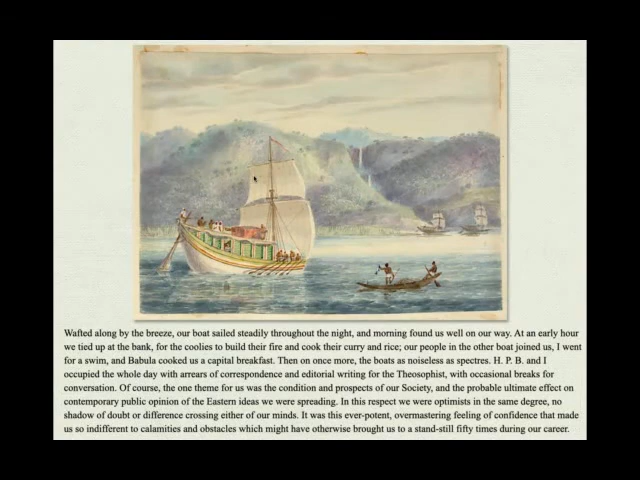 Wafted along by the breeze, our boat sailed steadily throughout the night, and morning found us well on our way. At an early hour
we tied up at the bank, for the coolies to build their fire and cook their curry and rice; our people in the other boat joined us, I went
for a swim, and Babula cooked us a capital breakfast. Then on once more, the boats as noiseless as spectres. H. P. B. and I
occupied the whole day with arrears of correspondence and editorial writing for the Theosophist, with occasional breaks for
conversation. Of course, the one theme for us was the condition and prospects of our Society, and the probable ultimate effect on
contemporary public opinion of the Eastern ideas we were spreading. In this respect we were optimists in the same degree, no
shadow of doubt or difference crossing either of our minds. It was this ever-potent, overmastering feeling of confidence that made
us so indifferent to calamities and obstacles which might have otherwise brought us to a stand-still fifty times during our career.